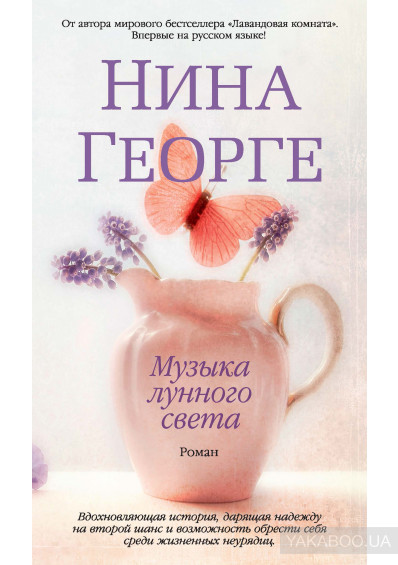 От автора мирового бестселлера «Лавандовая комната».
Впервые на русском языке!
Нина
Георге
Музыка
лунного
света
Роман
Вдохновляющая история, дарящая надежду
на второй шанс и возможность обрести себя
среди жизненных неурядиц.
YAKABOO.UA